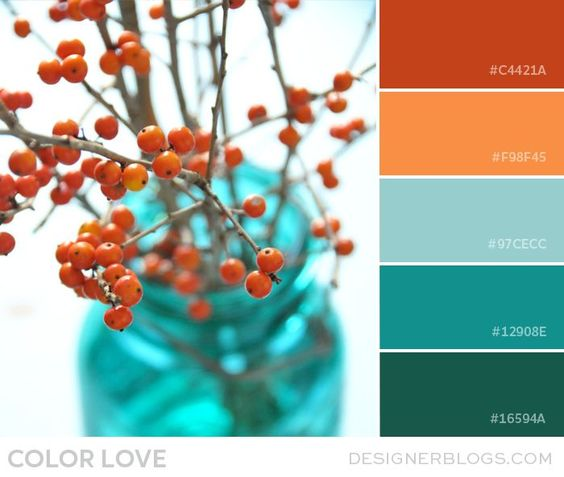 #C4421A
#F98F45
#97CECC
#12908E
#16594A
COLOR LOVE
DESIGNERBLOGS.COM